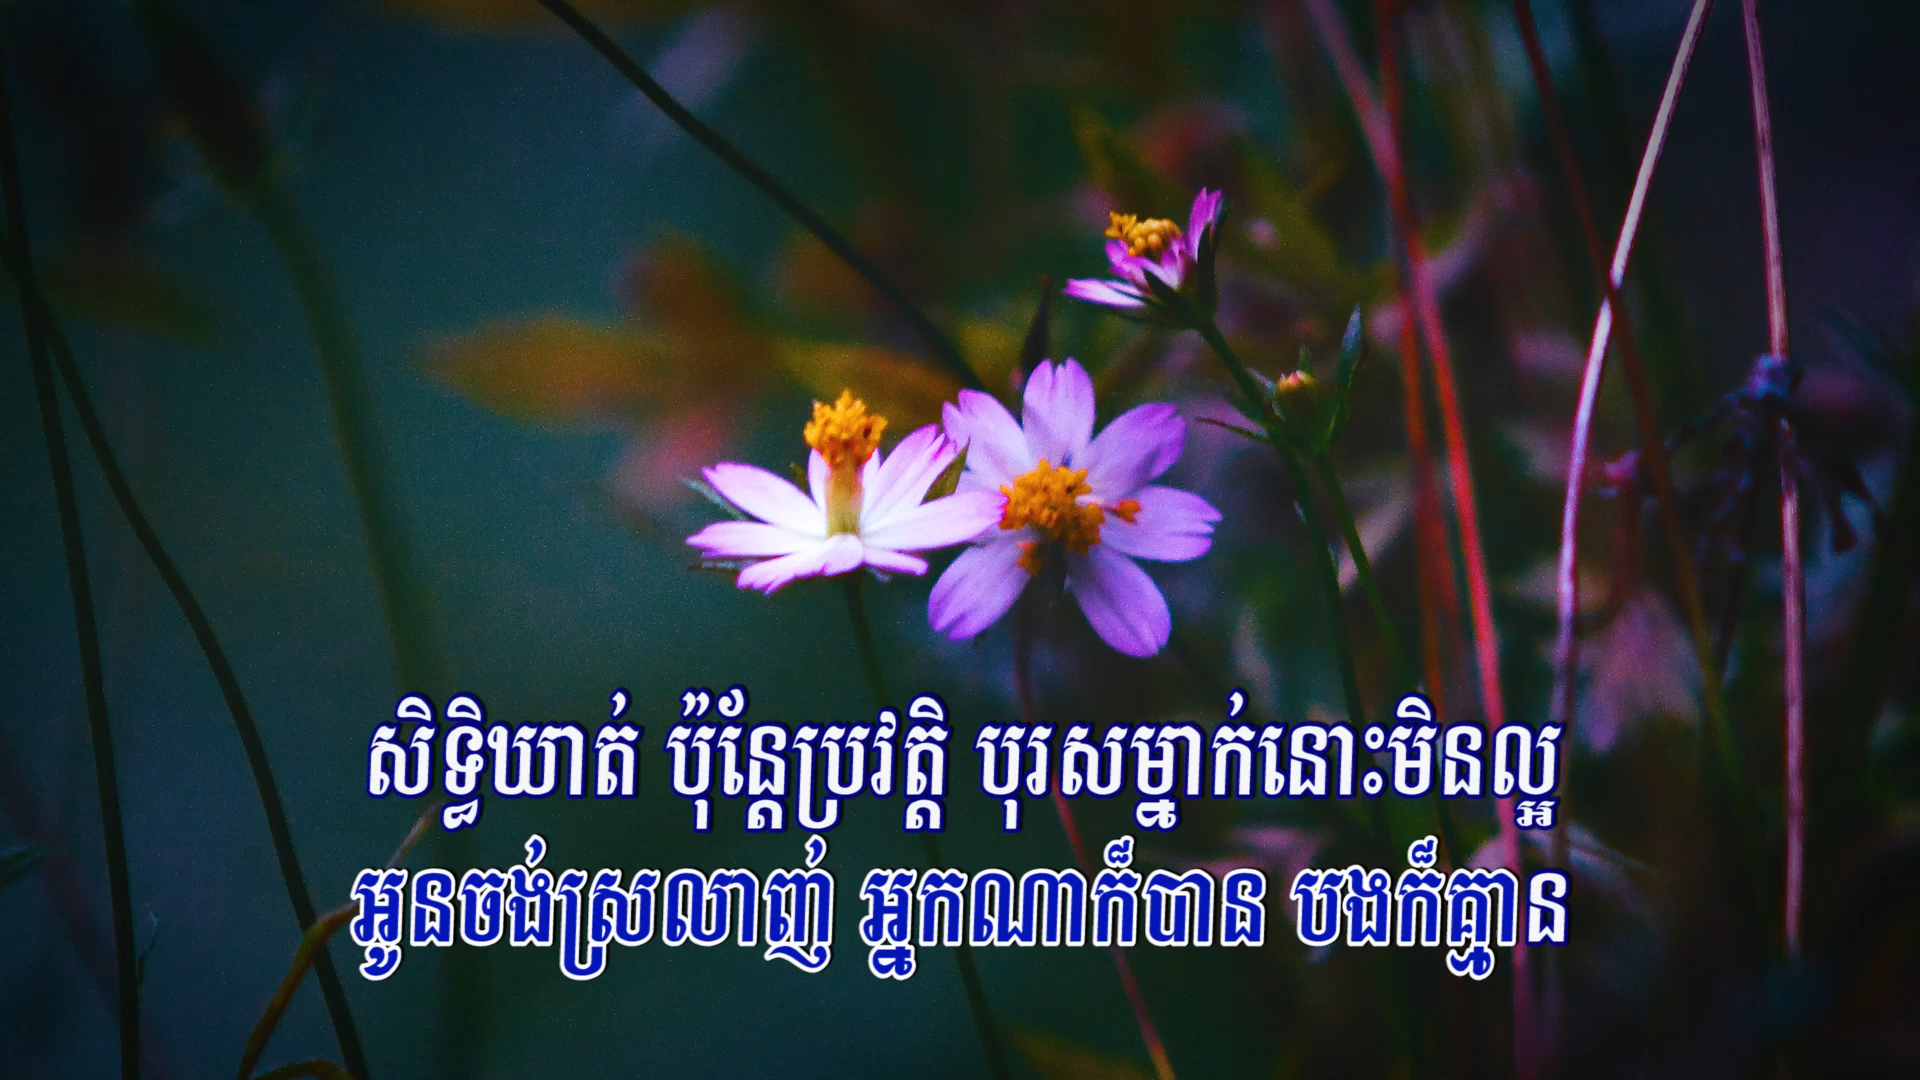 សិទ្ធិឃាត់ ប៉ុន្តែប្រវត្តិ បុរសម្នាក់នោះមិនល្អ
អូនចង់ស្រលាញ់ អ្នកណាក៏បាន បងក៏គ្មាន